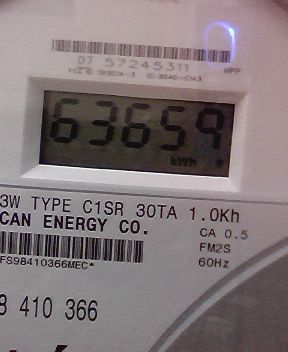 07 57245311
63659
kWh
3W TYPE C1SR 30TA 1.0Kh
CAN ENERGY CO.
CA 0.5
FM2S
FS98410366MEC*
60Hz
8 410 366